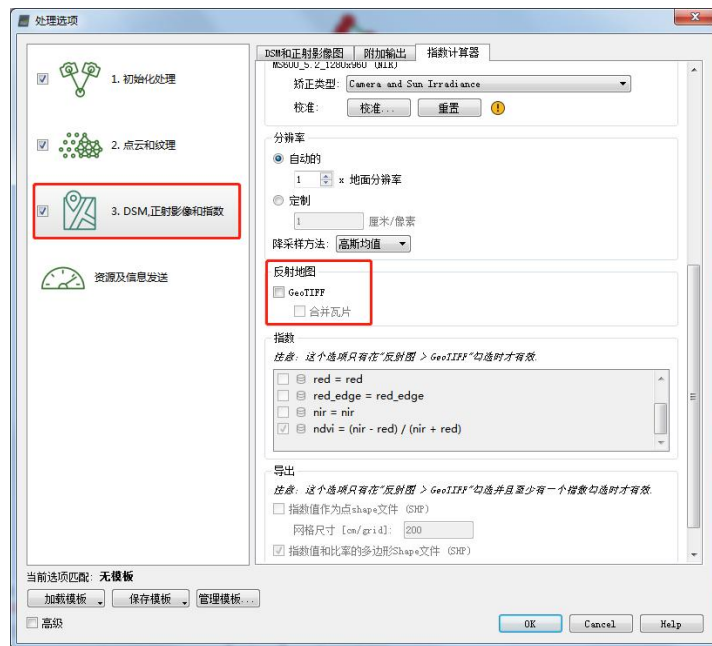 处理选项
1. 初始化处理
2. 点云和纹理
3. DSM,正射影像和指数
资源及信息发送
DSM和正射影像图 附加输出 指数计算器
MS600_5.2_1280x960 (NIR)
矫正类型: Camera and Sun Irradiance
校准: 校准... 重置
分辨率
自动的
1 x 地面分辨率
定制
1 厘米/像素
降采样方法: 高斯均值
反射地图
GeoTIFF
合并瓦片
指数
注意: 这个选项只有在“反射图 > GeoTIFF”勾选时才有效.
red = red
red_edge = red_edge
nir = nir
ndvi = (nir - red) / (nir + red)
导出
注意: 这个选项只有在“反射图 > GeoTIFF”勾选并且至少有一个指数勾选时才有效.
指数值作为点shape文件 (SHP)
网格尺寸 [cm/grid]: 200
指数值和比率的多边形Shape文件 (SHP)
当前选项匹配: 无模板
加载模板 保存模板 管理模板...
高级
OK Cancel Help